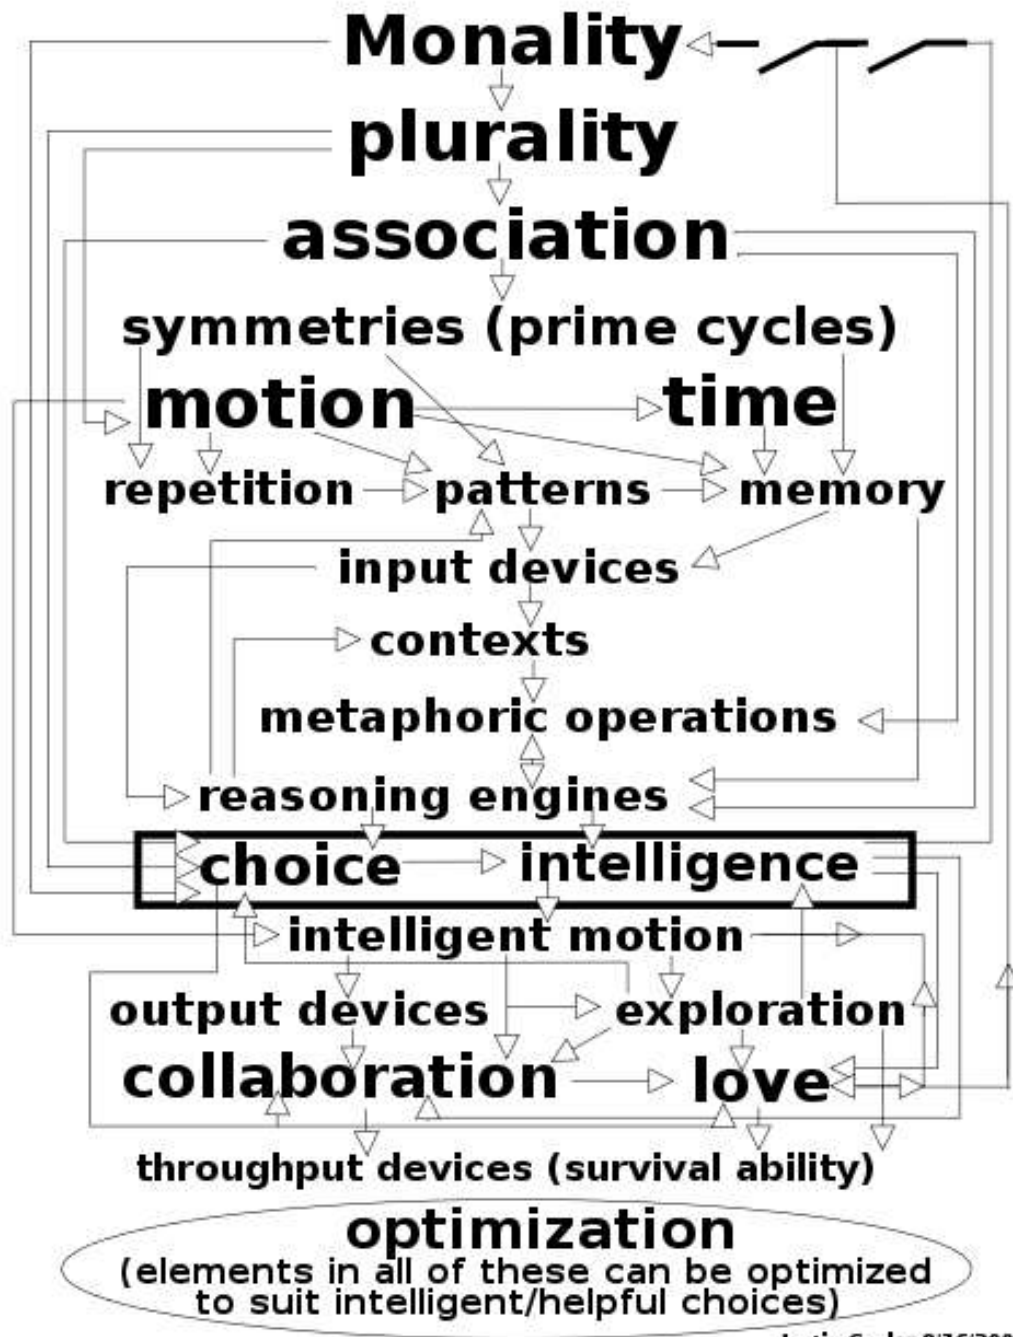 Monality
plurality
association
symmetries (prime cycles)
motion time
repetition patterns memory
input devices
contexts
metaphoric operations
reasoning engines
choice intelligence
intelligent motion
output devices exploration
collaboration love
throughput devices (survival ability)
optimization
(elements in all of these can be optimized
to suit intelligent/helpful choices)